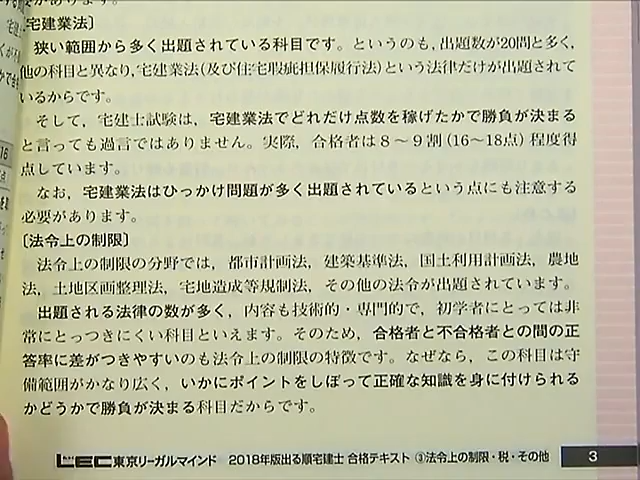 があります。
〔宅建業法〕
狭い範囲から多く出題されている科目です。というのも,出題数が20問と多く,
他の科目と異なり,宅建業法(及び住宅瑕疵担保履行法)という法律だけが出題されて
いるからです。
そして,宅建士試験は,宅建業法でどれだけ点数を稼げたかで勝負が決まる
と言っても過言ではありません。実際,合格者は8～9割(16～18点)程度得
点しています。
なお,宅建業法はひっかけ問題が多く出題されているという点にも注意する
必要があります。
〔法令上の制限〕
法令上の制限の分野では,都市計画法,建築基準法,国土利用計画法,農地
法,土地区画整理法,宅地造成等規制法,その他の法令が出題されています。
出題される法律の数が多く,内容も技術的・専門的で,初学者にとっては非
常にとっつきにくい科目といえます。そのため,合格者と不合格者との間の正
答率に差がつきやすいのも法令上の制限の特徴です。なぜなら,この科目は守
備範囲がかなり広く,いかにポイントをしぼって正確な知識を身に付けられる
かどうかで勝負が決まる科目だからです。
LEC東京リーガルマインド 2018年版出る順宅建士 合格テキスト ③法令上の制限・税・その他 3